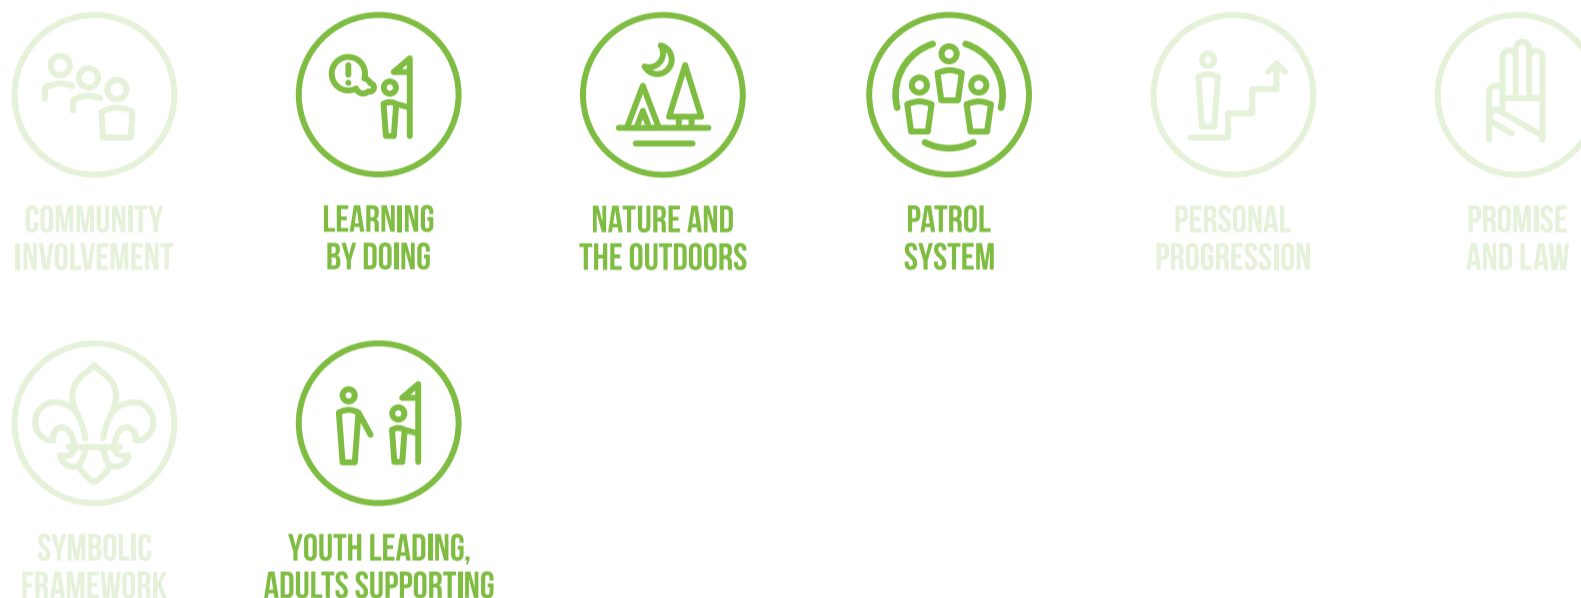 COMMUNITY
INVOLVEMENT
LEARNING
BY DOING
NATURE AND
THE OUTDOORS
PATROL
SYSTEM
PERSONAL
PROGRESSION
PROMISE
AND LAW
SYMBOLIC
FRAMEWORK
YOUTH LEADING,
ADULTS SUPPORTING